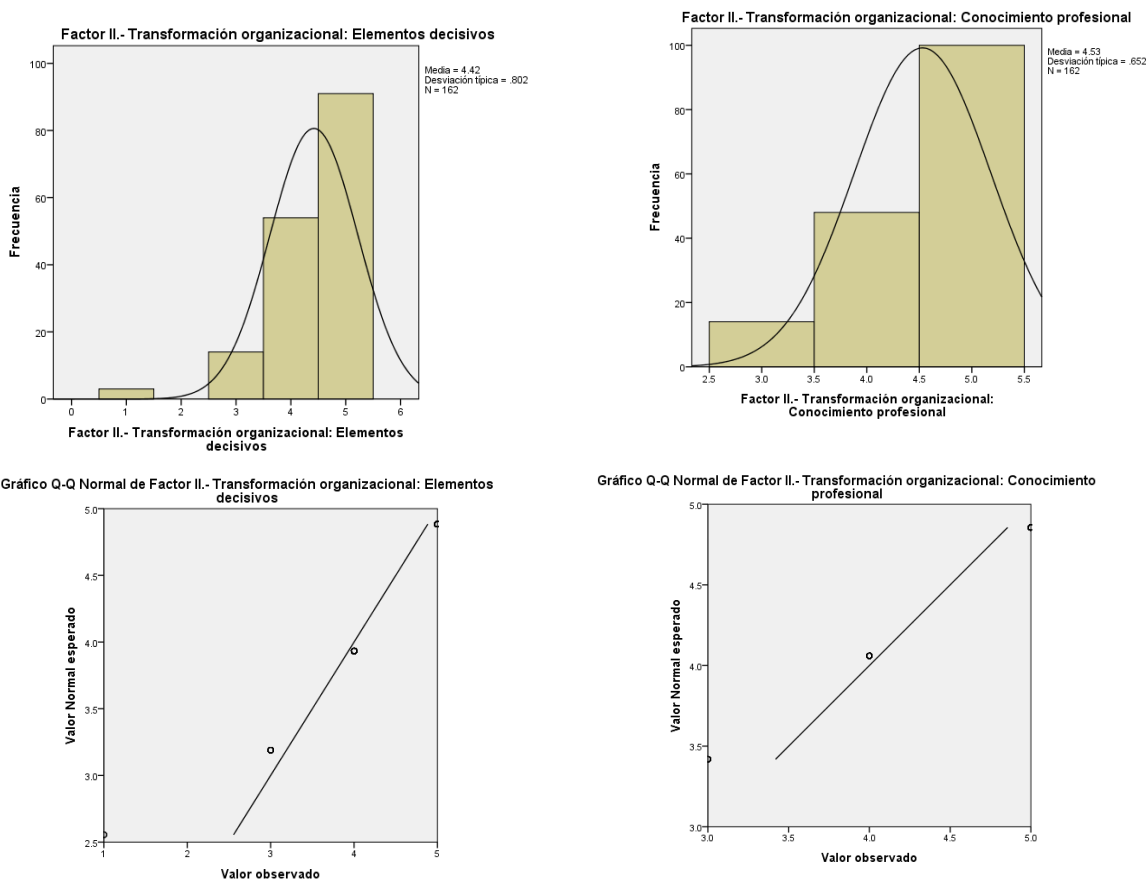 Factor II.- Transformación organizacional: Elementos decisivos
100
80
60
40
20
0
Frecuencia
0 1 2 3 4 5 6
Factor II.- Transformación organizacional: Elementos
decisivos
Media = 4.42
Desviación típica = .802
N = 162
Factor II.- Transformación organizacional: Conocimiento profesional
100
80
60
40
20
0
Frecuencia
2.5 3.0 3.5 4.0 4.5 5.0 5.5
Factor II.- Transformación organizacional:
Conocimiento profesional
Media = 4.53
Desviación típica = .652
N = 162
Gráfico Q-Q Normal de Factor II.- Transformación organizacional: Elementos
decisivos
5.0
4.5
4.0
3.5
3.0
2.5
Valor Normal esperado
1 2 3 4 5
Valor observado
Gráfico Q-Q Normal de Factor II.- Transformación organizacional: Conocimiento
profesional
5.0
4.5
4.0
3.5
3.0
Valor Normal esperado
3.0 3.5 4.0 4.5 5.0
Valor observado